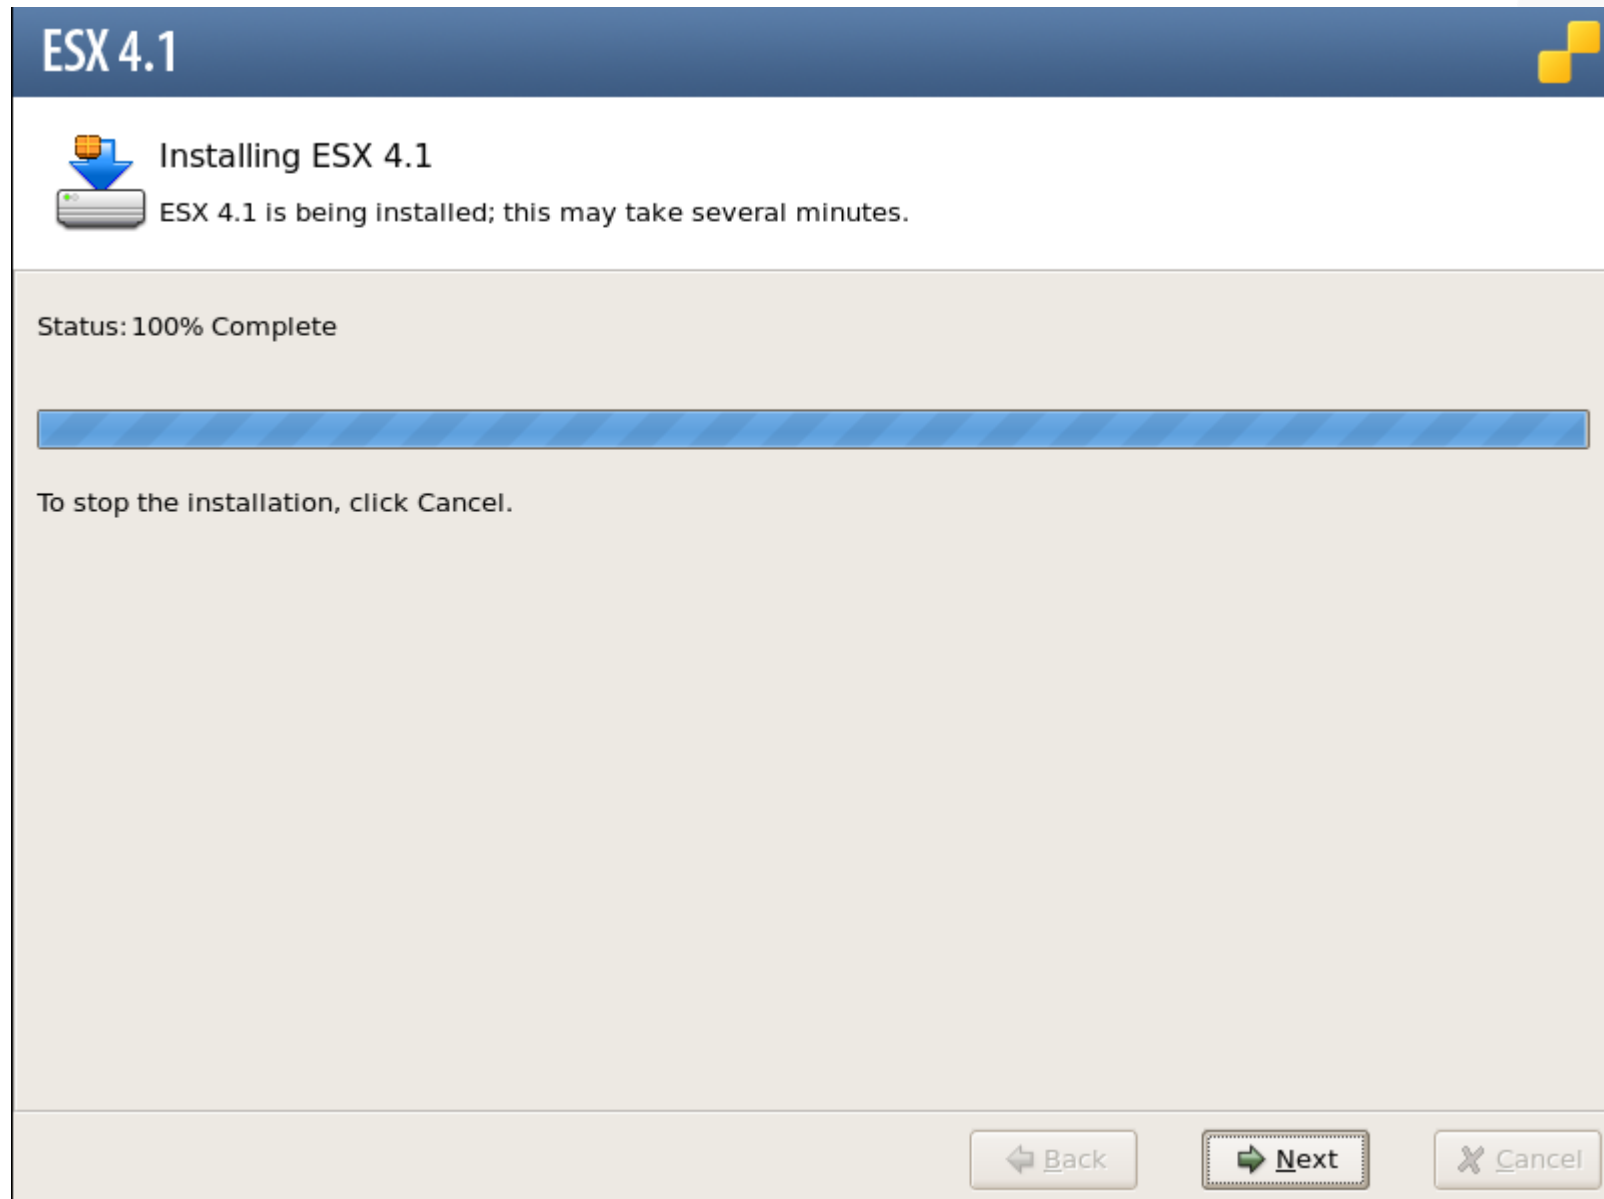 ESX 4.1
Installing ESX 4.1
ESX 4.1 is being installed; this may take several minutes.
Status: 100% Complete
To stop the installation, click Cancel.
Back Next Cancel